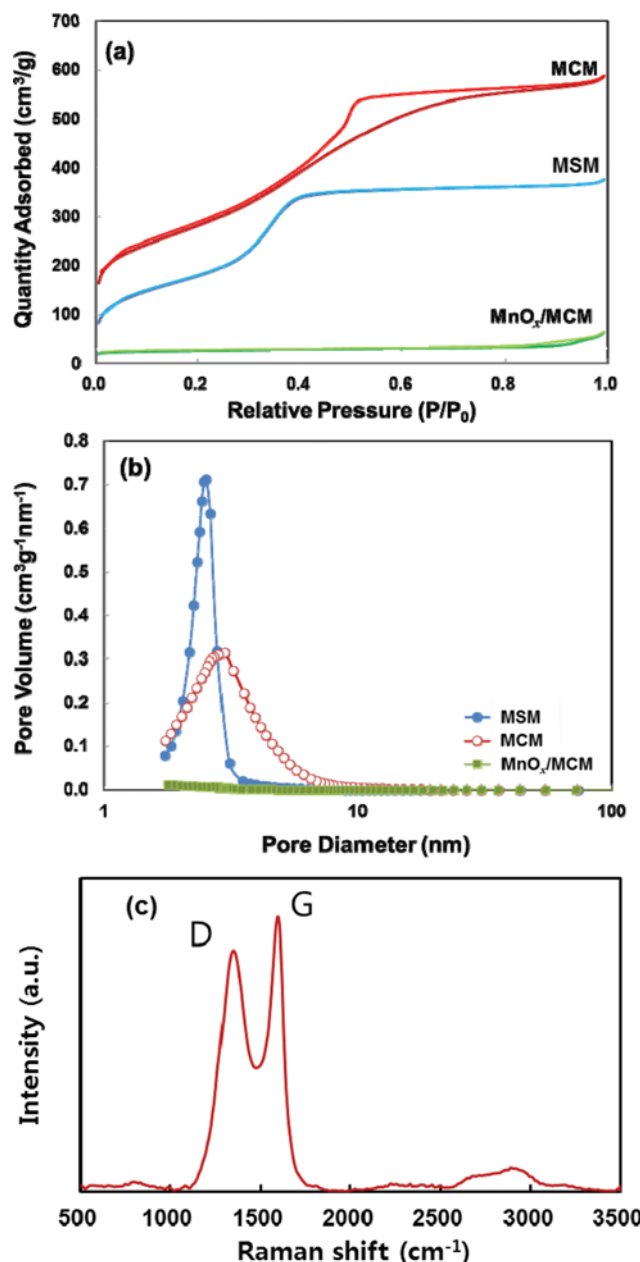 (a)
700
600
500
400
300
200
100
0
Quantity Adsorbed (cm³/g)
MCM
MSM
MnOₓ/MCM
0.0 0.2 0.4 0.6 0.8 1.0
Relative Pressure (P/P₀)
(b)
0.8
0.7
0.6
0.5
0.4
0.3
0.2
0.1
0.0
Pore Volume (cm³g⁻¹nm⁻¹)
MSM
MCM
MnOₓ/MCM
1 10 100
Pore Diameter (nm)
(c)
D
G
Intensity (a.u.)
500 1000 1500 2000 2500 3000 3500
Raman shift (cm⁻¹)